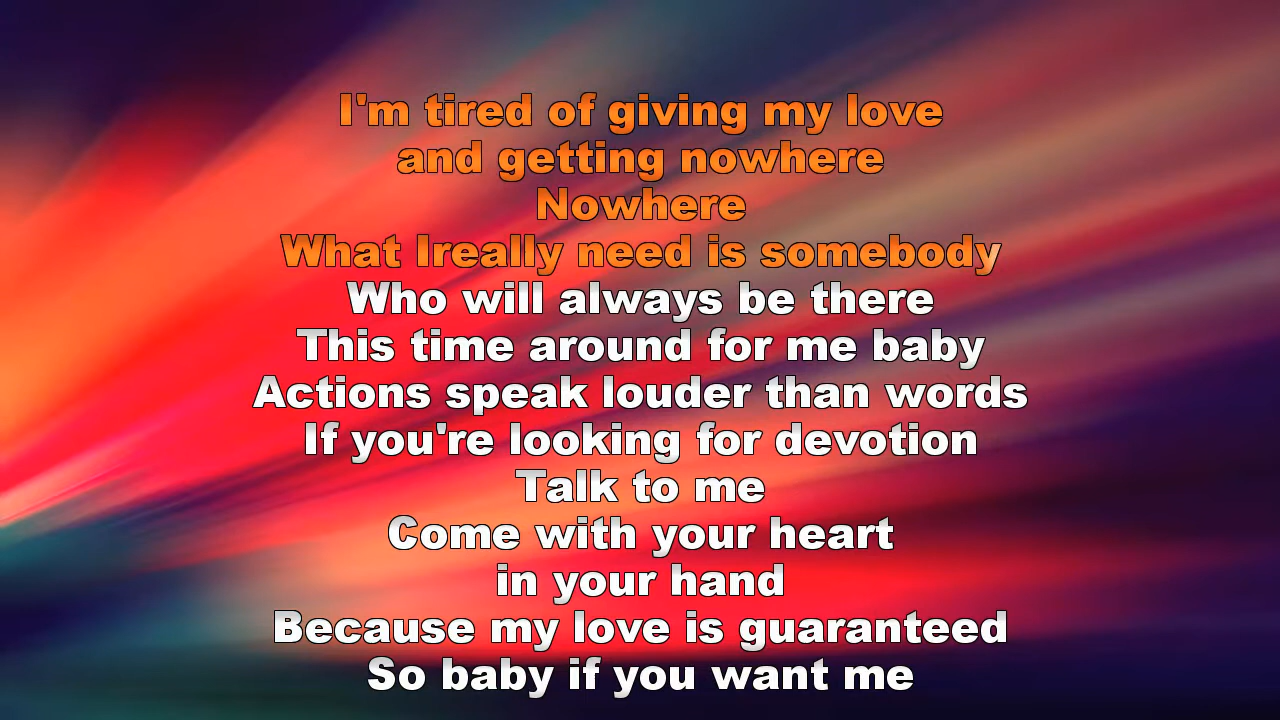 I'm tired of giving my love
and getting nowhere
Nowhere
What Ireally need is somebody
Who will always be there
This time around for me baby
Actions speak louder than words
If you're looking for devotion
Talk to me
Come with your heart
in your hand
Because my love is guaranteed
So baby if you want me